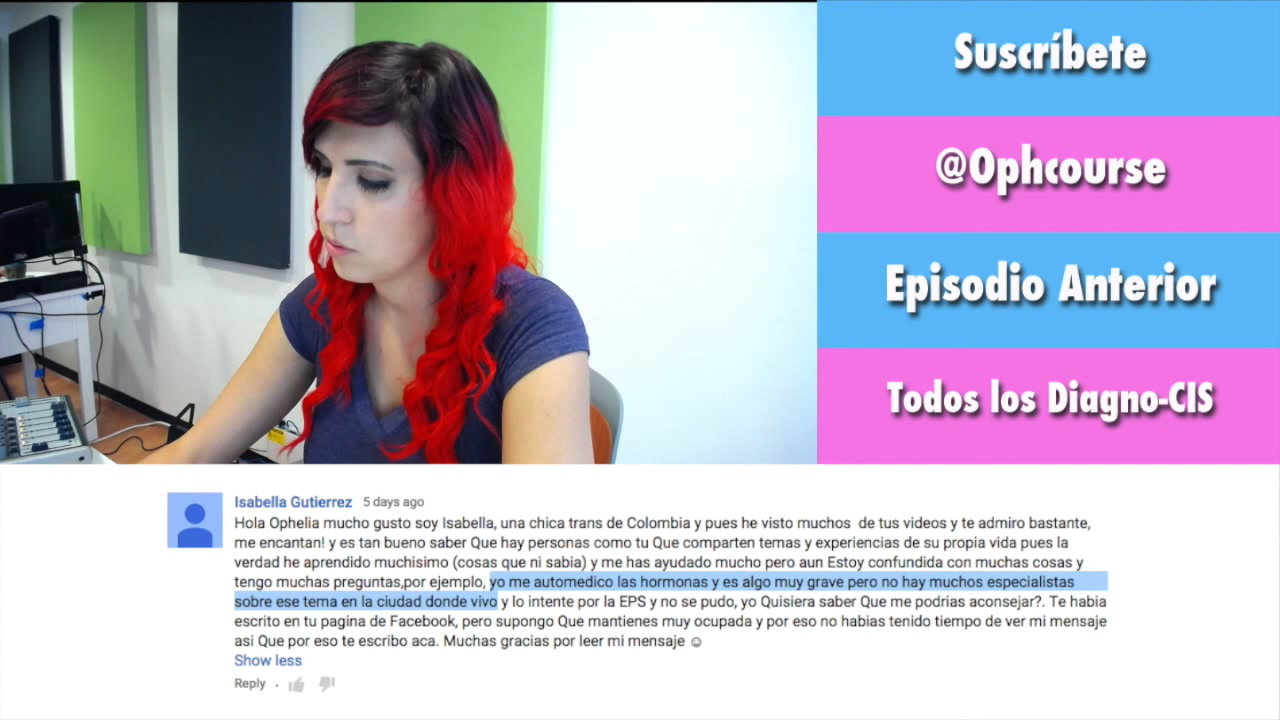 Suscríbete
@Ophcourse
Episodio Anterior
Todos los Diagno-CIS
Isabella Gutierrez 5 days ago
Hola Ophelia mucho gusto soy Isabella, una chica trans de Colombia y pues he visto muchos de tus videos y te admiro bastante,
me encantan! y es tan bueno saber Que hay personas como tu Que comparten temas y experiencias de su propia vida pues la
verdad he aprendido muchisimo (cosas que ni sabia) y me has ayudado mucho pero aun Estoy confundida con muchas cosas y
tengo muchas preguntas,por ejemplo, yo me automedico las hormonas y es algo muy grave pero no hay muchos especialistas
sobre ese tema en la ciudad donde vivo y lo intente por la EPS y no se pudo, yo Quisiera saber Que me podrias aconsejar?. Te habia
escrito en tu pagina de Facebook, pero supongo Que mantienes muy ocupada y por eso no habias tenido tiempo de ver mi mensaje
asi Que por eso te escribo aca. Muchas gracias por leer mi mensaje ☺
Show less
Reply .